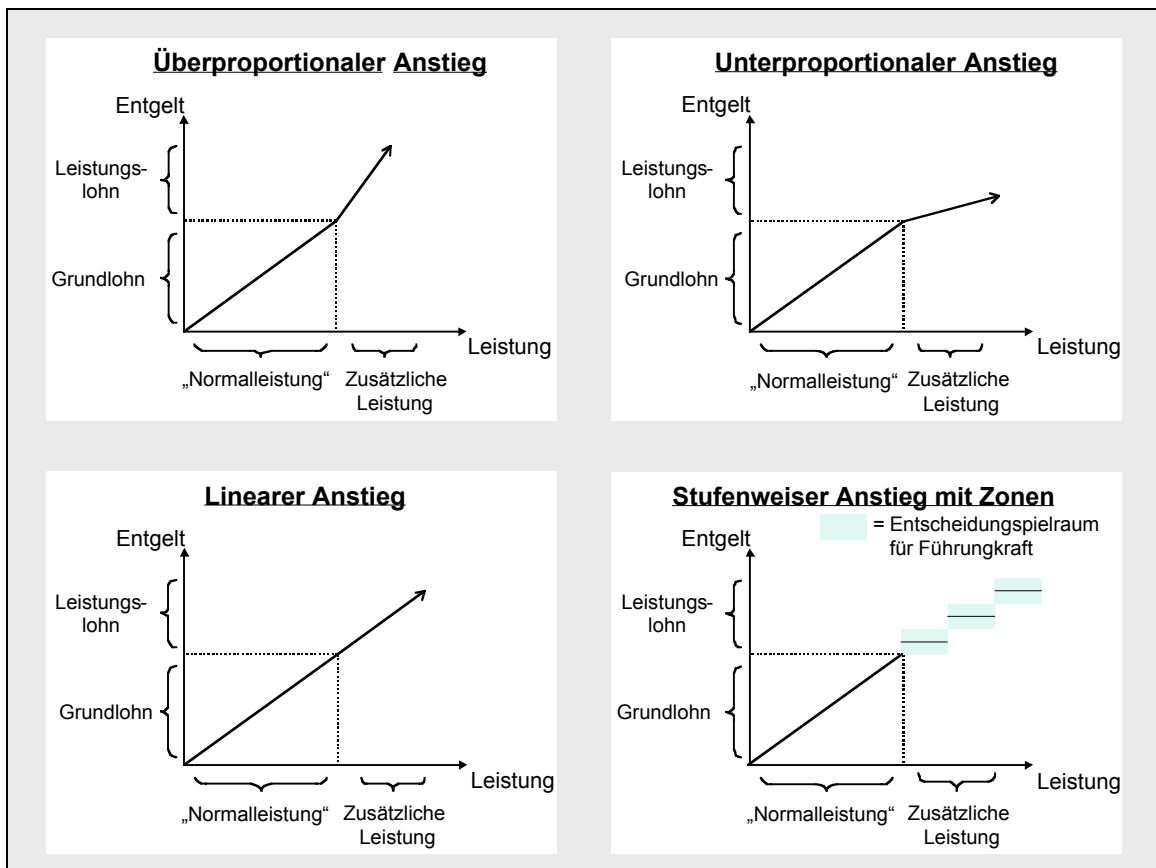 Überproportionaler Anstieg
Entgelt
Leistungs-
lohn
Grundlohn
Leistung
„Normalleistung“
Zusätzliche
Leistung
Unterproportionaler Anstieg
Entgelt
Leistungs-
lohn
Grundlohn
Leistung
„Normalleistung“
Zusätzliche
Leistung
Linearer Anstieg
Entgelt
Leistungs-
lohn
Grundlohn
Leistung
„Normalleistung“
Zusätzliche
Leistung
Stufenweiser Anstieg mit Zonen
= Entscheidungspielraum
für Führungkraft
Entgelt
Leistungs-
lohn
Grundlohn
Leistung
„Normalleistung“
Zusätzliche
Leistung